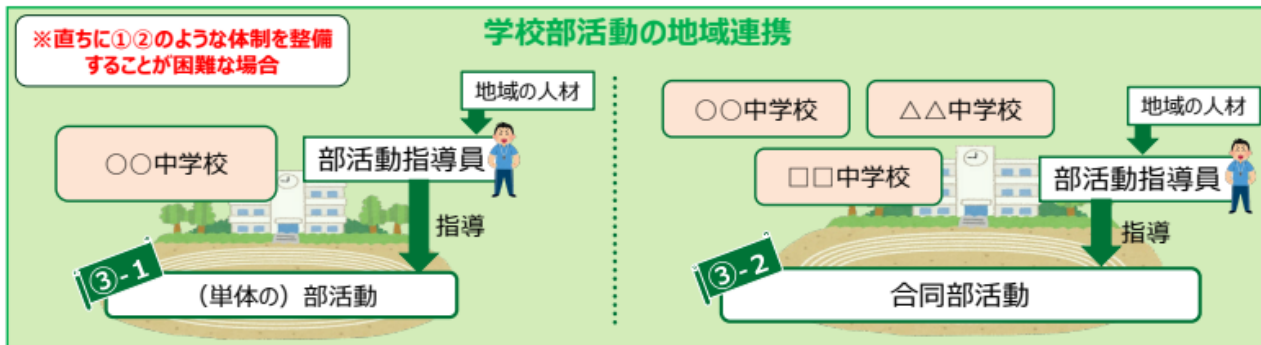 学校部活動の地域連携
※直ちに①②のような体制を整備
することが困難な場合
地域の人材
○○中学校
部活動指導員
指導
③-1
（単体の）部活動
○○中学校
△△中学校
□□中学校
地域の人材
部活動指導員
指導
③-2
合同部活動